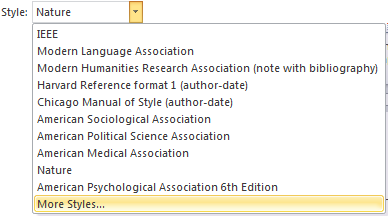 Style: Nature
IEEE
Modern Language Association
Modern Humanities Research Association (note with bibliography)
Harvard Reference format 1 (author-date)
Chicago Manual of Style (author-date)
American Sociological Association
American Political Science Association
American Medical Association
Nature
American Psychological Association 6th Edition
More Styles...